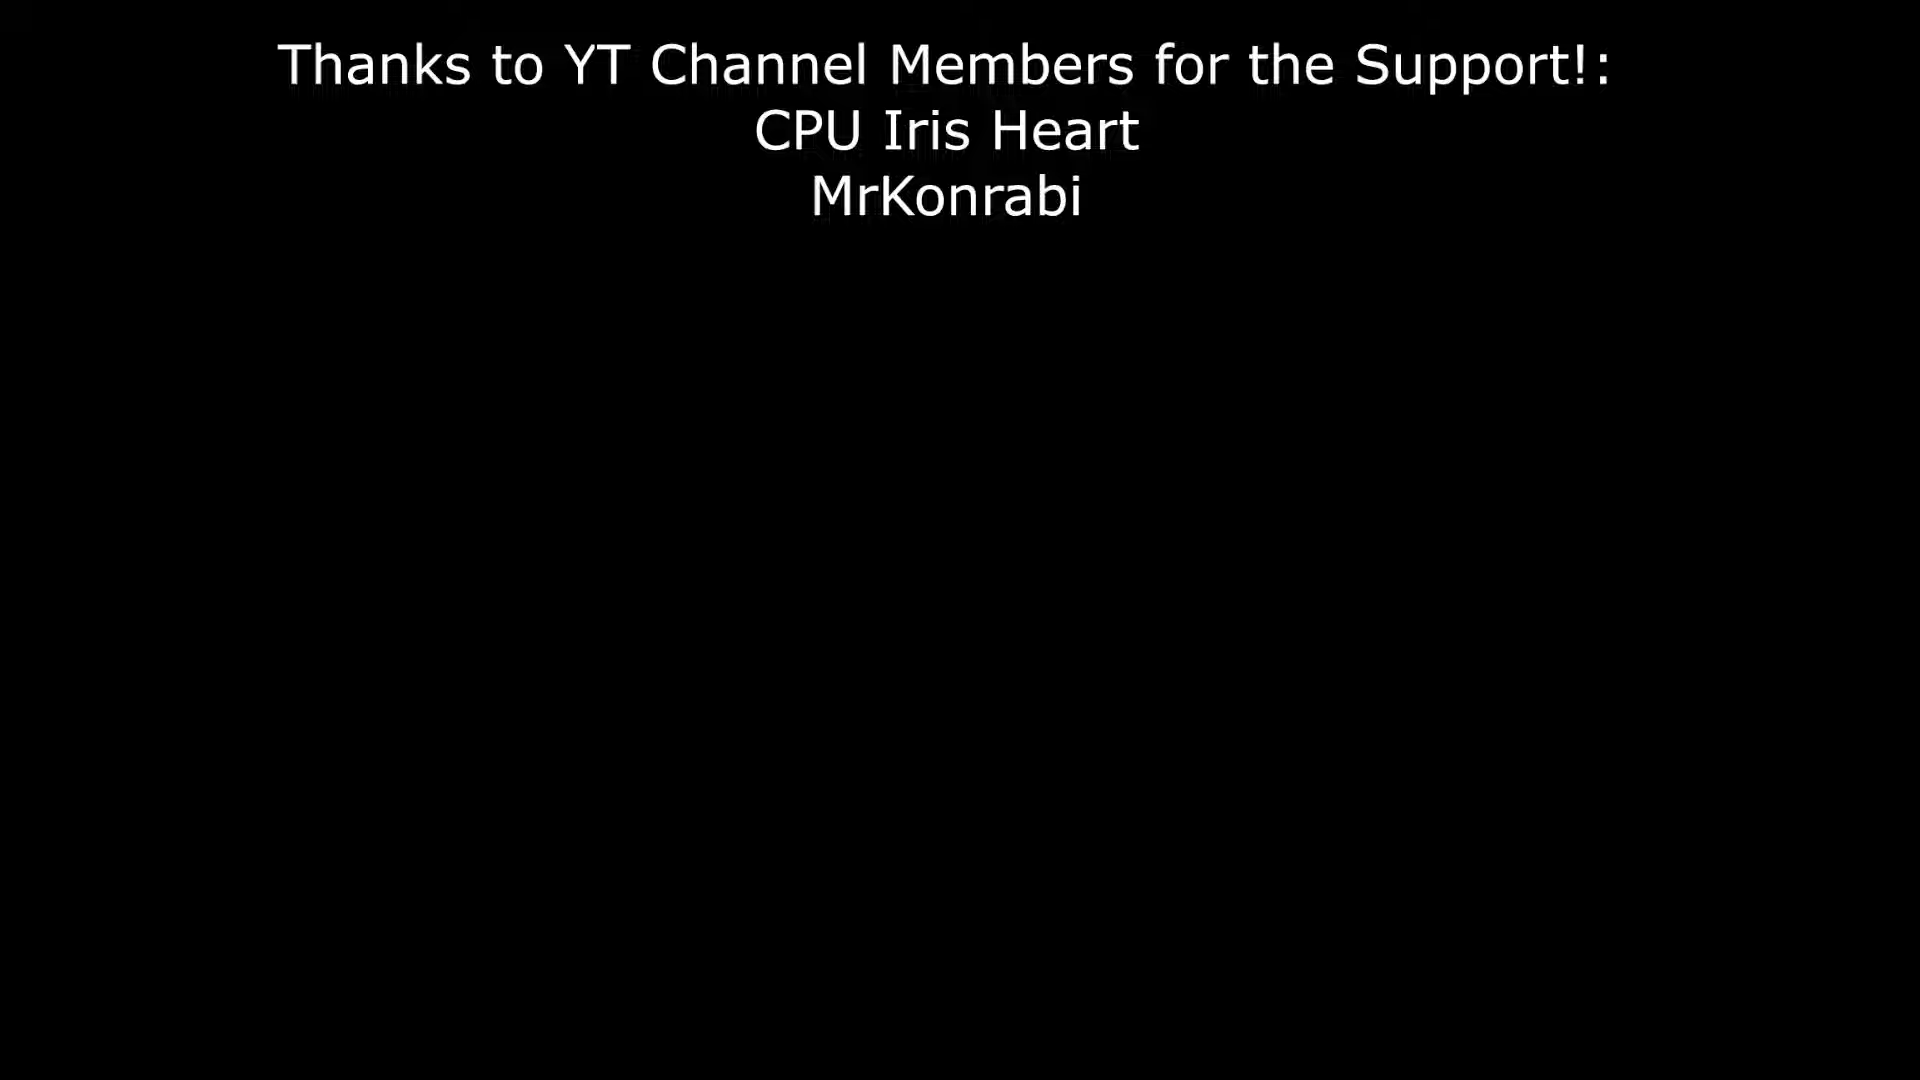 Thanks to YT Channel Members for the Support!:
CPU Iris Heart
MrKonrabi